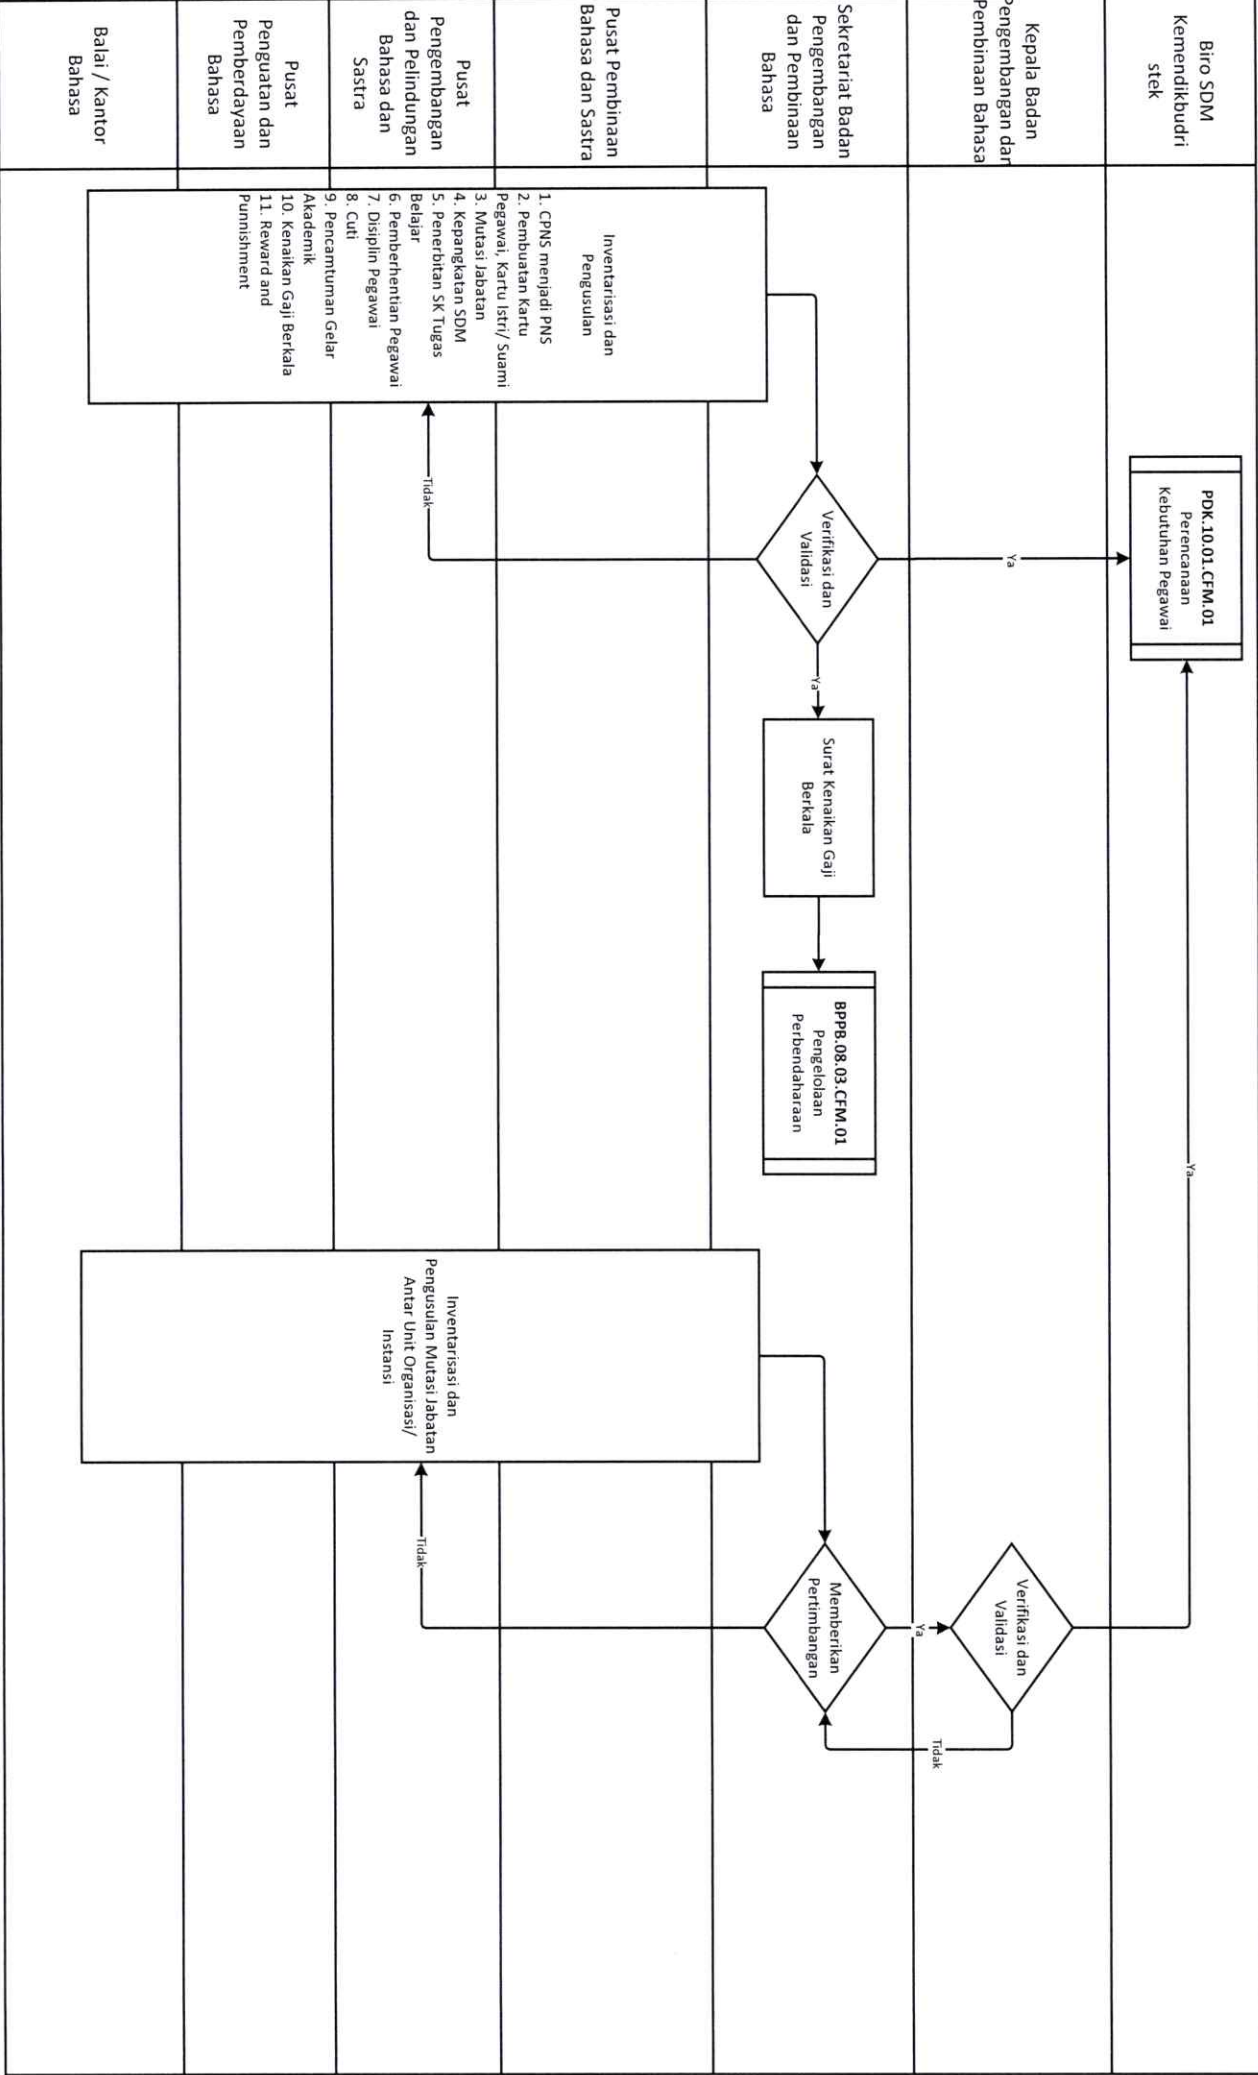 Biro SDM
Kemendikbudri
stek
Kepala Badan
Pengembangan dan
Pembinaan Bahasa
Sekretariat Badan
Pengembangan
dan Pembinaan
Bahasa
Pusat Pembinaan
Bahasa dan Sastra
Pusat
Pengembangan
dan Pelindungan
Bahasa dan
Sastra
Pusat
Penguatan dan
Pemberdayaan
Bahasa
Balai / Kantor
Bahasa
PDK.10.01.CFM.01
Perencanaan
Kebutuhan Pegawai
Ya
Ya
Verifikasi dan
Validasi
Ya
Surat Kenaikan Gaji
Berkala
BPPB.08.03.CFM.01
Pengelolaan
Perbendaharaan
Verifikasi dan
Validasi
Ya
Tidak
Memberikan
Pertimbangan
Inventarisasi dan
Pengusulan
1. CPNS menjadi PNS
2. Pembuatan Kartu
Pegawai, Kartu Istri/ Suami
3. Mutasi Jabatan
4. Kepangkatan SDM
5. Penerbitan SK Tugas
Belajar
6. Pemberhentian Pegawai
7. Disiplin Pegawai
8. Cuti
9. Pencamtuman Gelar
Akademik
10. Kenaikan Gaji Berkala
11. Reward and
Punnishment
Tidak
Inventarisasi dan
Pengusulan Mutasi Jabatan
Antar Unit Organisasi/
Instansi
Tidak